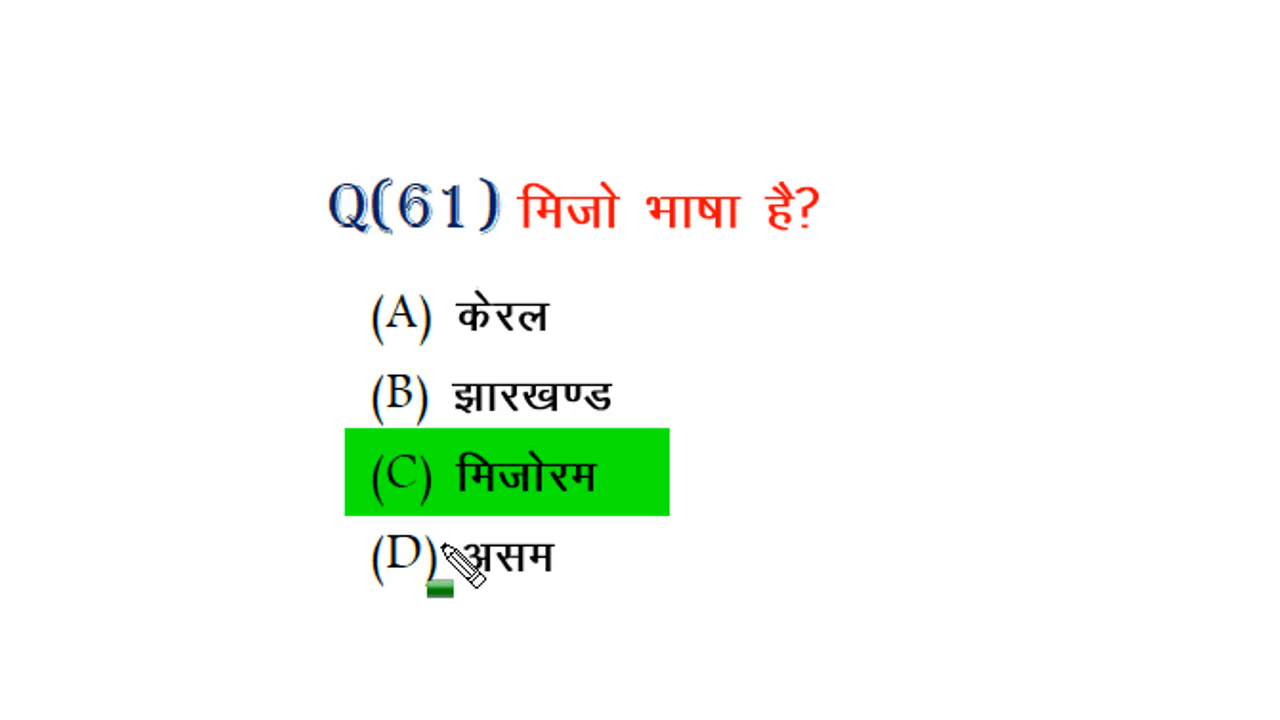 Q(61) मिजो भाषा है?
(A) केरल
(B) झारखण्ड
(C) मिजोरम
(D) असम